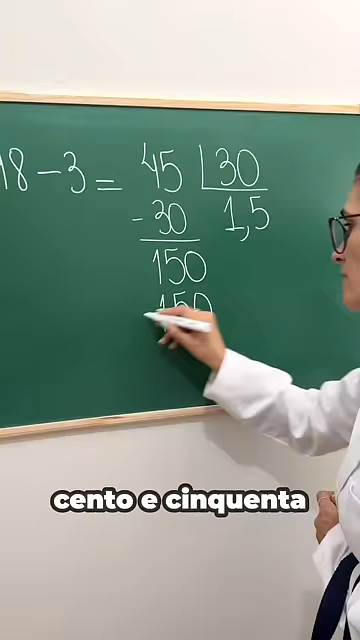 18 - 3 = 45 30
- 30 1,5
150
150
cento e cinquenta